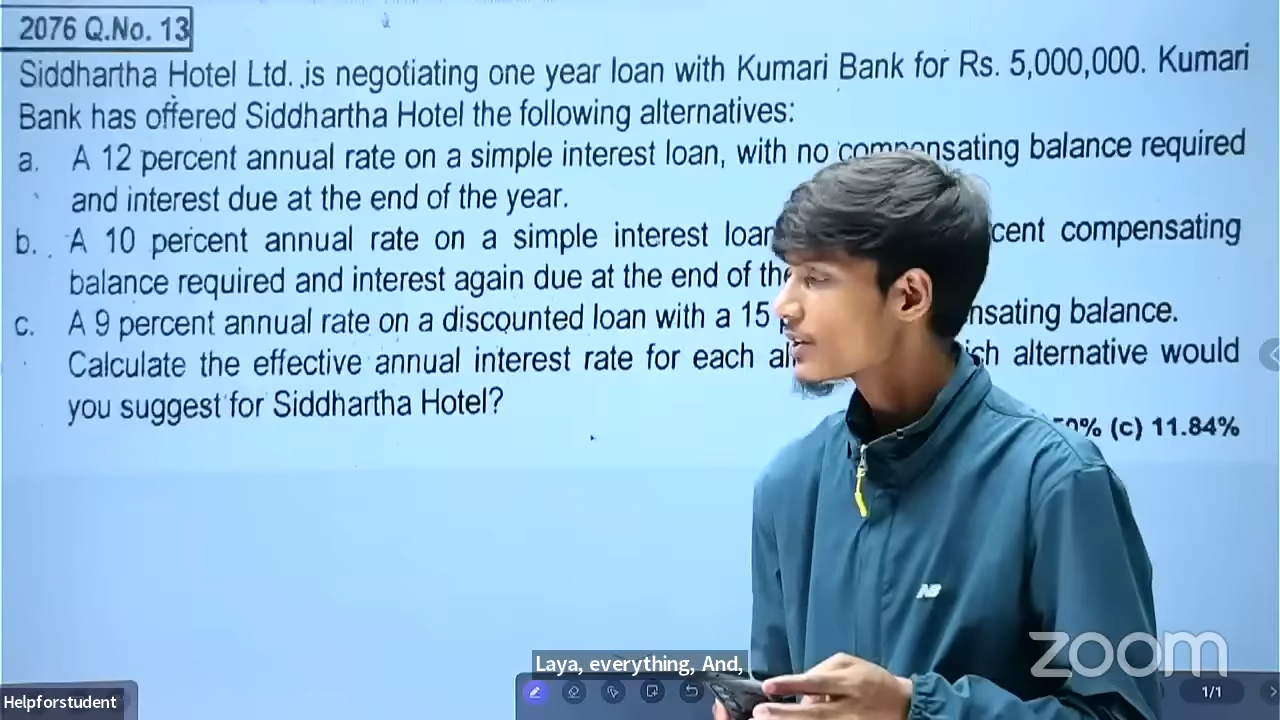 2076 Q.No. 13
Siddhartha Hotel Ltd. is negotiating one year loan with Kumari Bank for Rs. 5,000,000. Kumari
Bank has offered Siddhartha Hotel the following alternatives:
a. A 12 percent annual rate on a simple interest loan, with no compensating balance required
and interest due at the end of the year.
b. A 10 percent annual rate on a simple interest loan cent compensating
balance required and interest again due at the end of the
c. A 9 percent annual rate on a discounted loan with a 15 nsating balance.
Calculate the effective annual interest rate for each al ich alternative would
you suggest for Siddhartha Hotel?
50% (c) 11.84%
NB
zoom
Laya, everything, And,
Helpforstudent
1/1